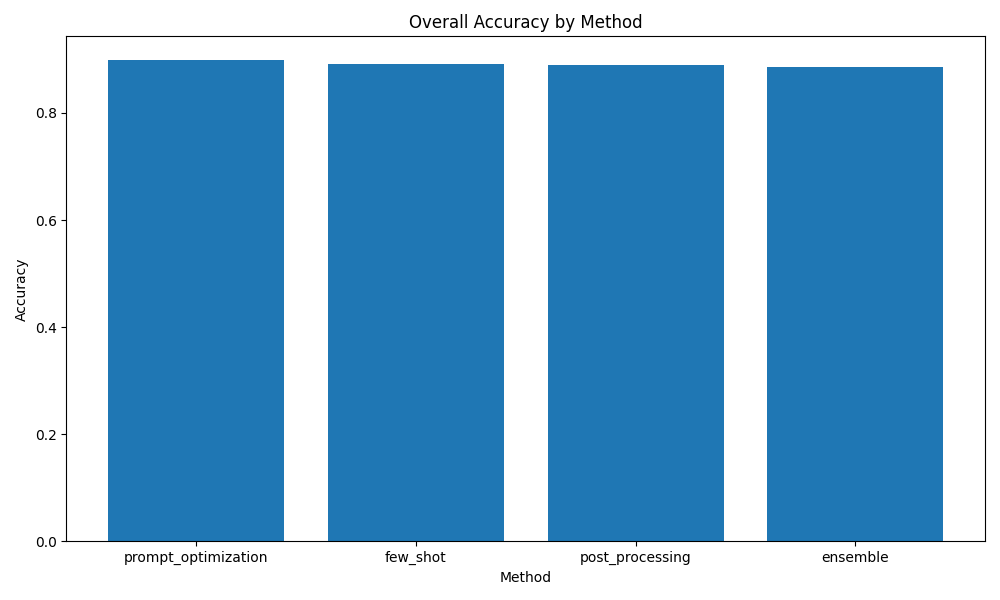 Overall Accuracy by Method
Accuracy
0.8
0.6
0.4
0.2
0.0
prompt_optimization few_shot post_processing ensemble
Method